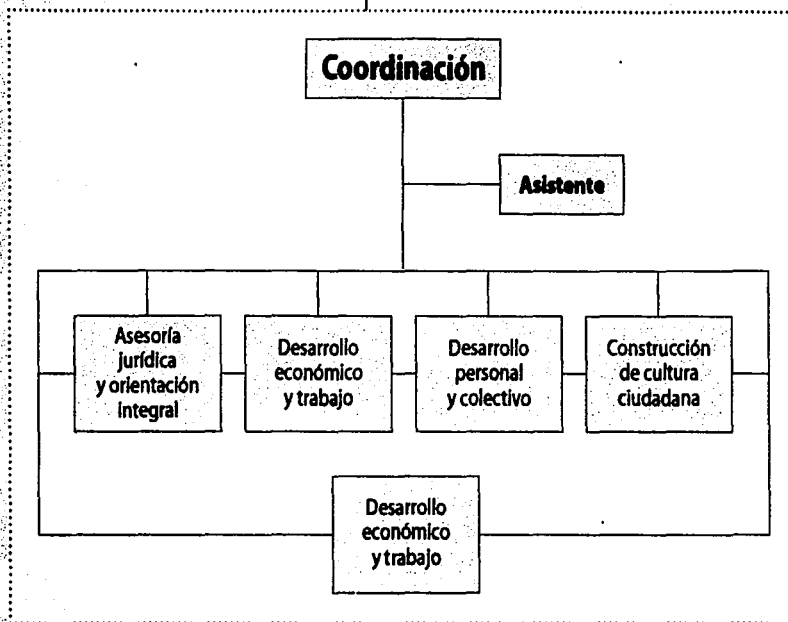 Coordinación
Asistente
Asesoría
jurídica
y orientación
integral
Desarrollo
económico
y trabajo
Desarrollo
personal
y colectivo
Construcción
de cultura
ciudadana
Desarrollo
económico
y trabajo